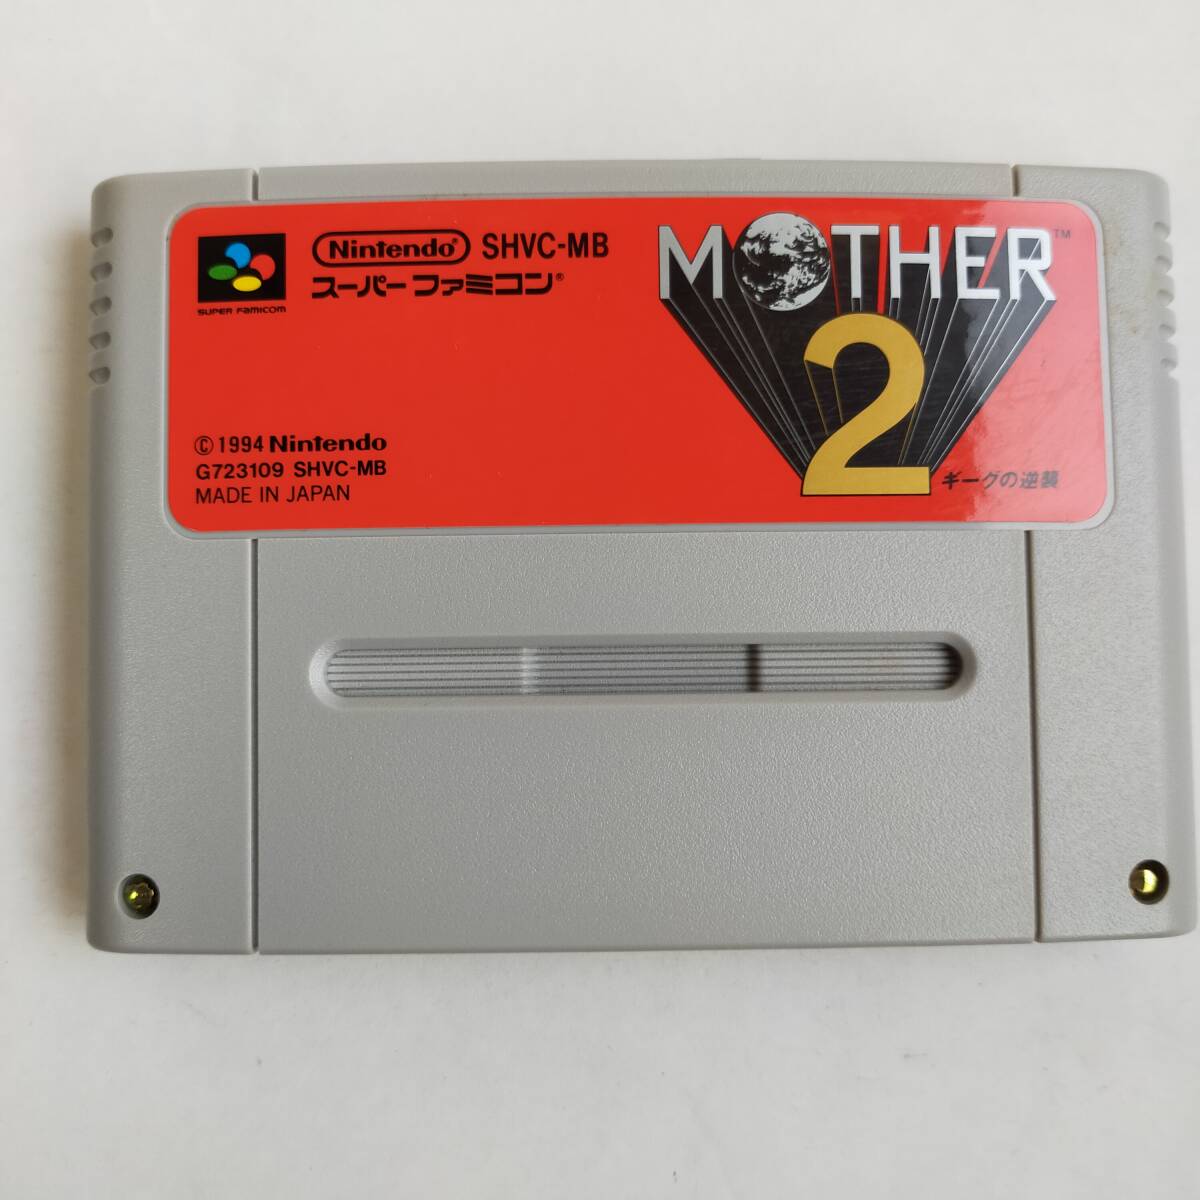 SUPER FAMICOM
Nintendo® SHVC-MB
スーパーファミコン®
MOTHER™
2
ギーグの逆襲
© 1994 Nintendo
G723109 SHVC-MB
MADE IN JAPAN